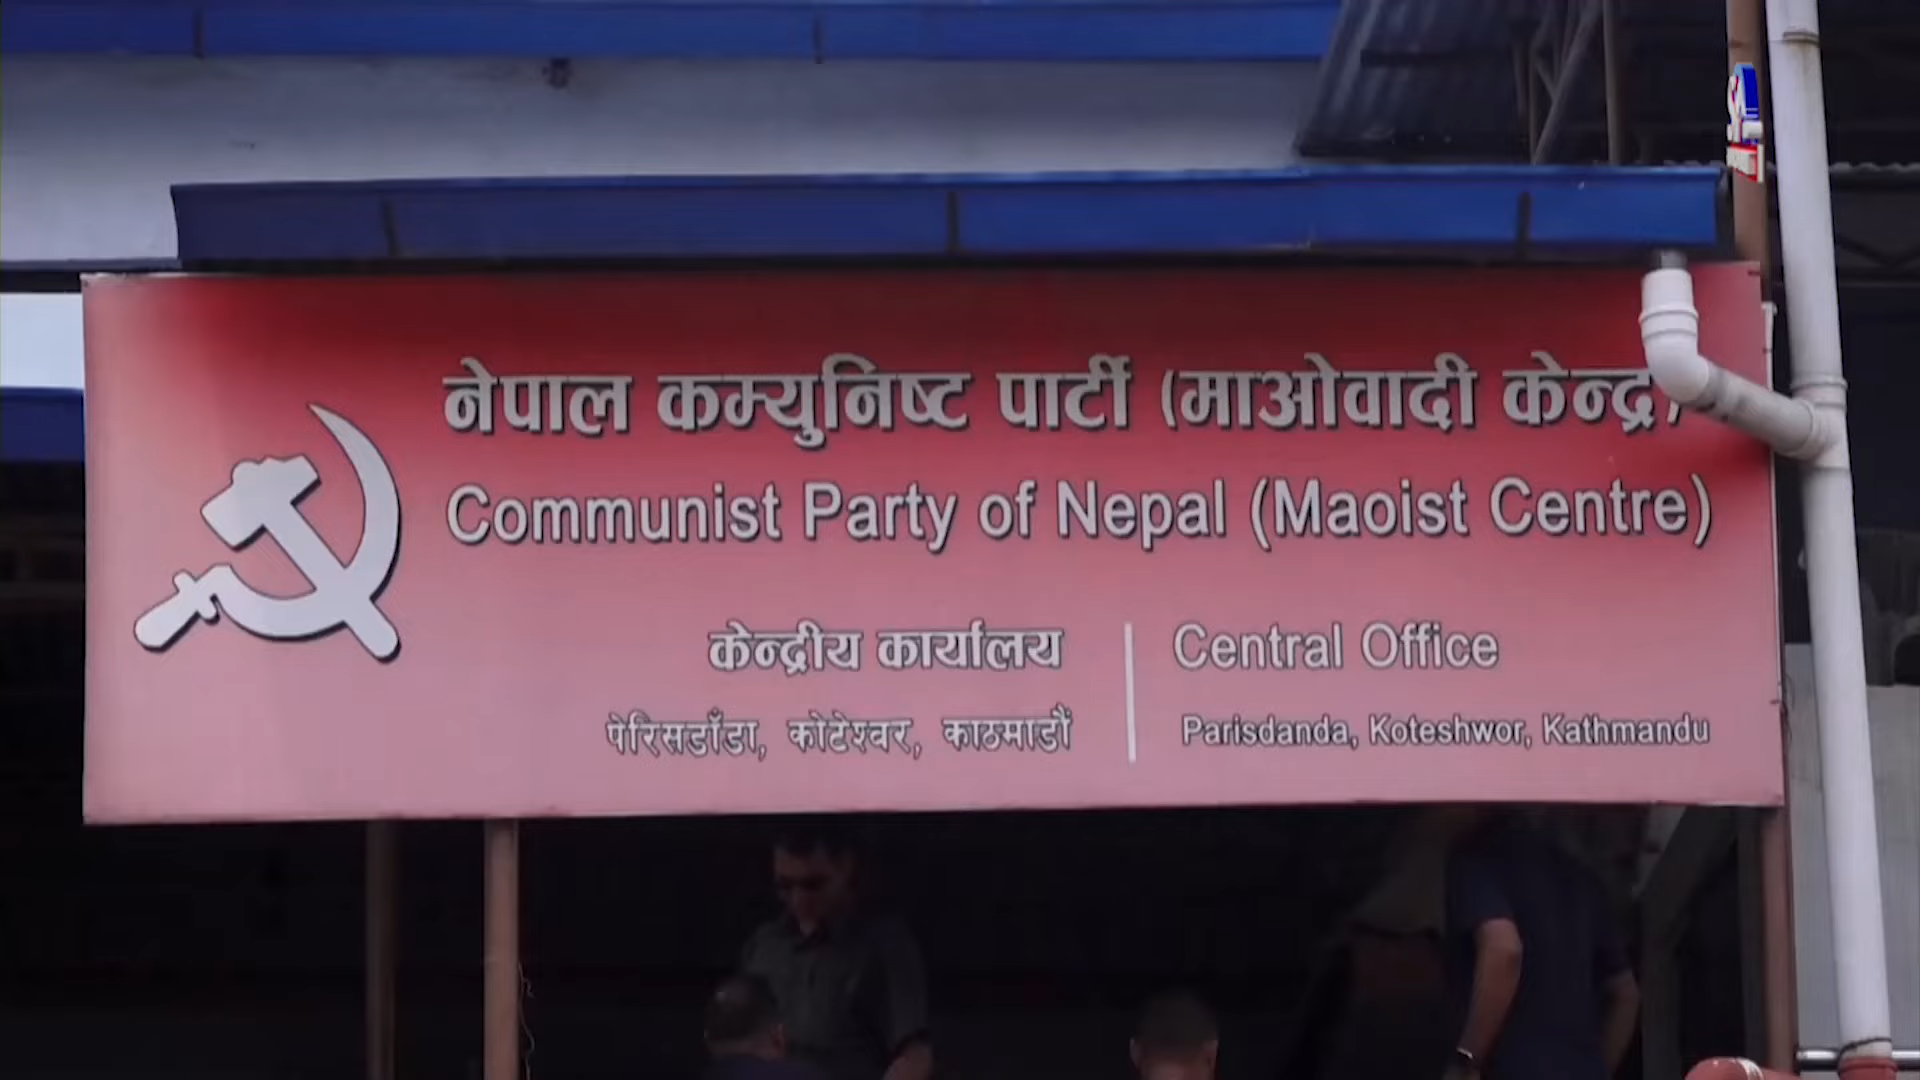 नेपाल कम्युनिष्ट पार्टी (माओवादी केन्द्र)
Communist Party of Nepal (Maoist Centre)
केन्द्रीय कार्यालय
पेरिसडाँडा, कोटेश्वर, काठमाडौं
Central Office
Parisdanda, Koteshwor, Kathmandu